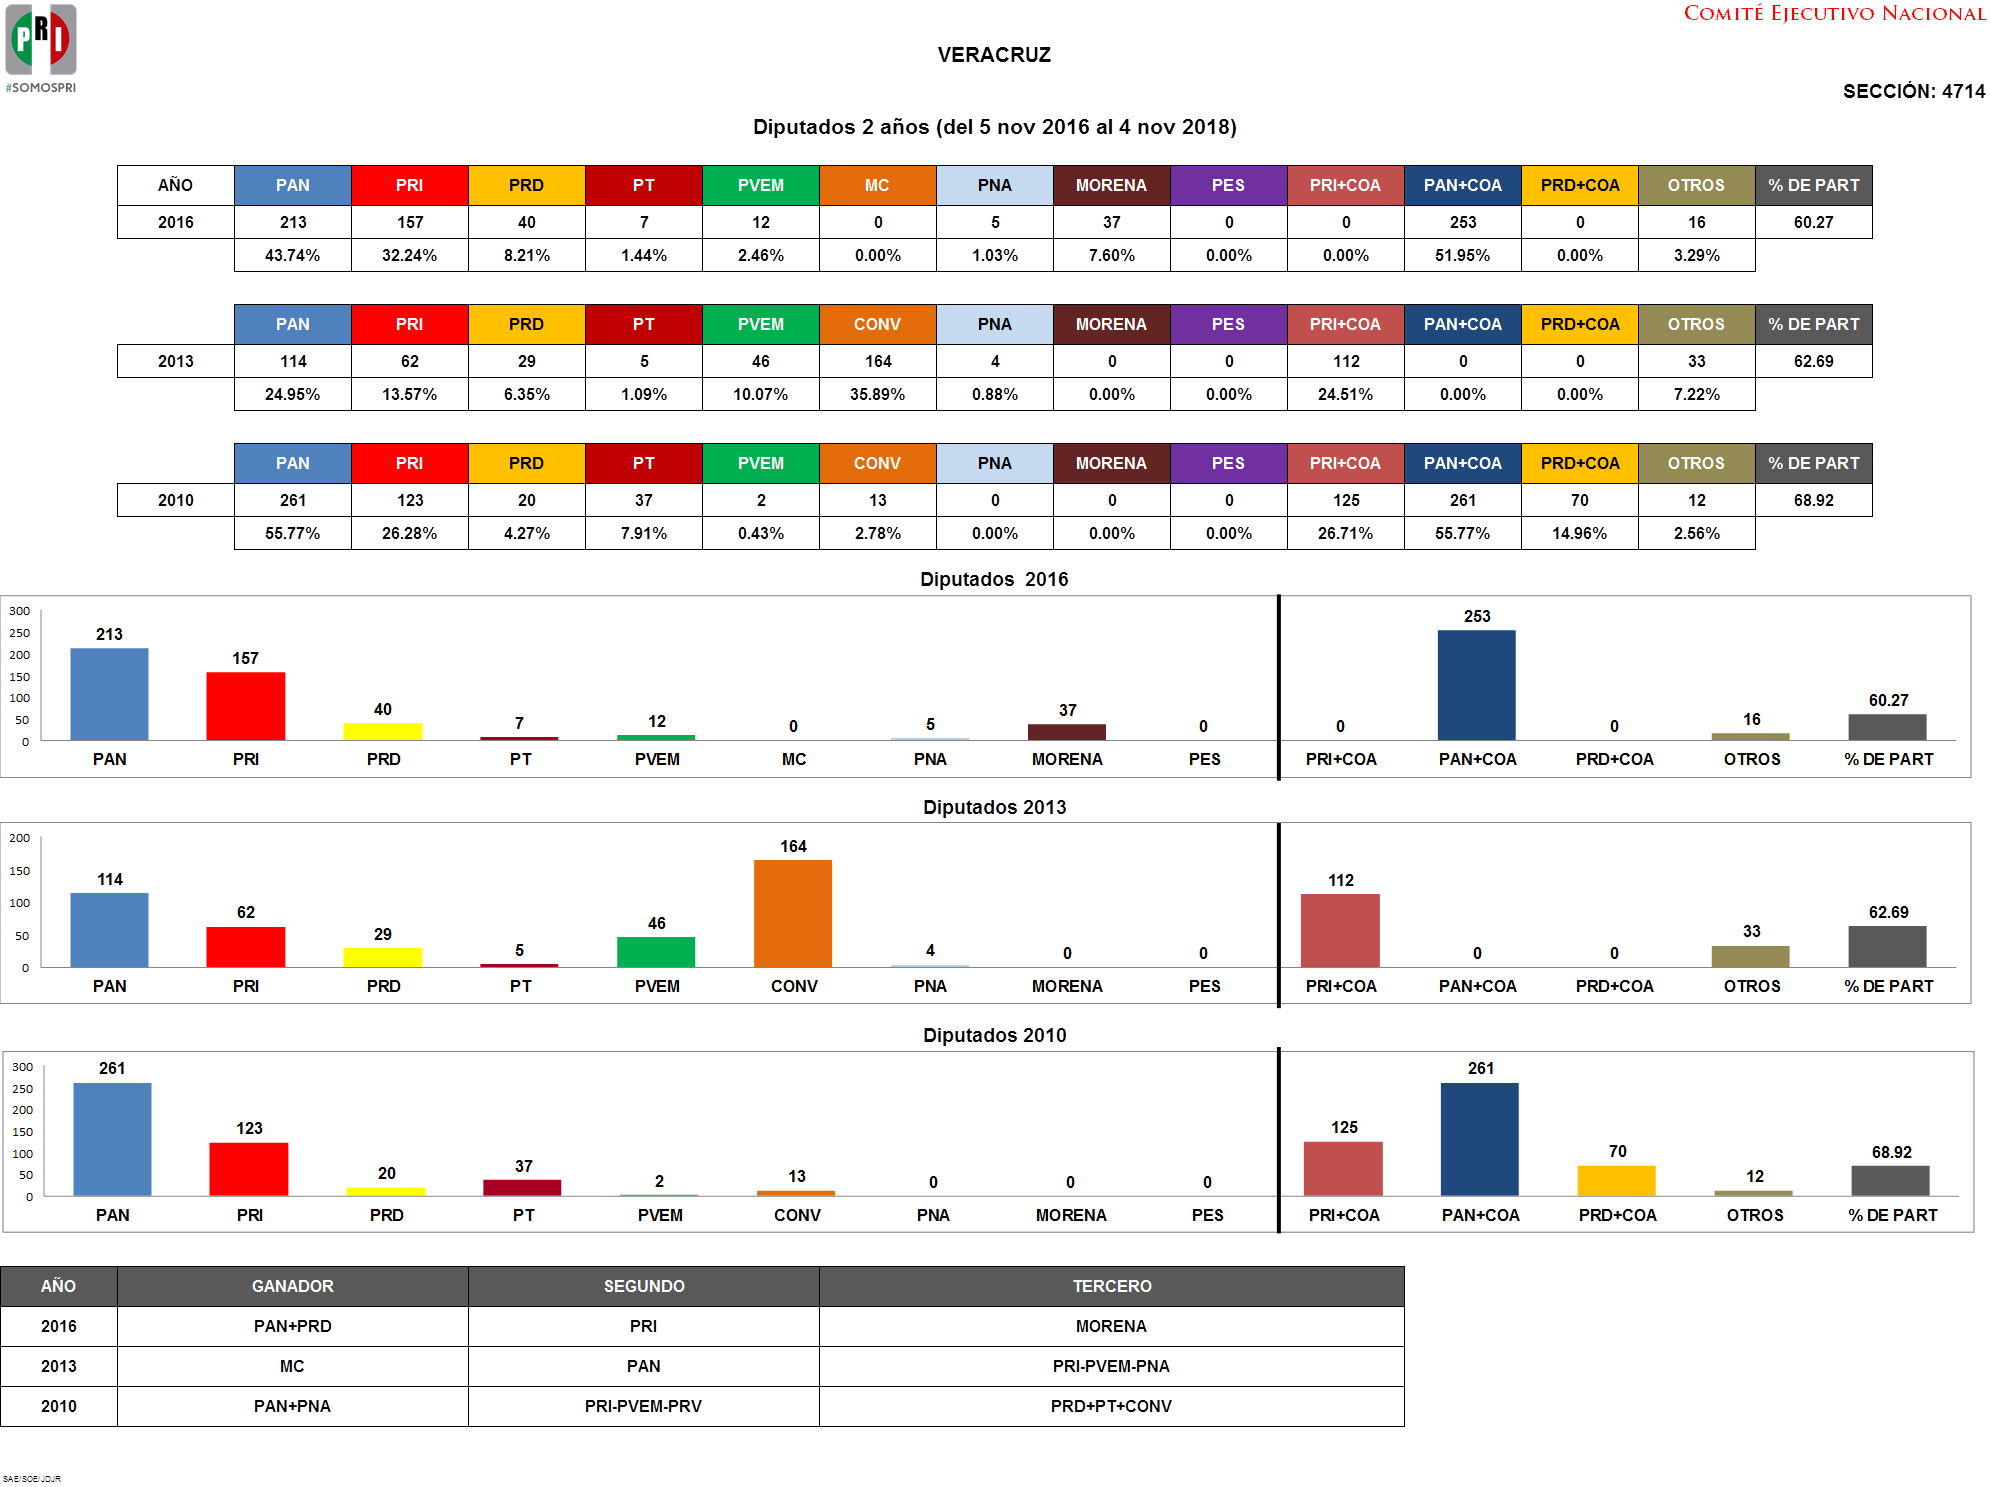 COMITÉ EJECUTIVO NACIONAL
PRI
#SOMOSPRI
VERACRUZ
SECCIÓN: 4714
Diputados 2 años (del 5 nov 2016 al 4 nov 2018)
AÑO PAN PRI PRD PT PVEM MC PNA MORENA PES PRI+COA PAN+COA PRD+COA OTROS % DE PART
2016 213 157 40 7 12 0 5 37 0 0 253 0 16 60.27
43.74% 32.24% 8.21% 1.44% 2.46% 0.00% 1.03% 7.60% 0.00% 0.00% 51.95% 0.00% 3.29%
PAN PRI PRD PT PVEM CONV PNA MORENA PES PRI+COA PAN+COA PRD+COA OTROS % DE PART
2013 114 62 29 5 46 164 4 0 0 112 0 0 33 62.69
24.95% 13.57% 6.35% 1.09% 10.07% 35.89% 0.88% 0.00% 0.00% 24.51% 0.00% 0.00% 7.22%
PAN PRI PRD PT PVEM CONV PNA MORENA PES PRI+COA PAN+COA PRD+COA OTROS % DE PART
2010 261 123 20 37 2 13 0 0 0 125 261 70 12 68.92
55.77% 26.28% 4.27% 7.91% 0.43% 2.78% 0.00% 0.00% 0.00% 26.71% 55.77% 14.96% 2.56%
Diputados 2016
300
250
200
150
100
50
0
213 157 40 7 12 0 5 37 0 0 253 0 16 60.27
PAN PRI PRD PT PVEM MC PNA MORENA PES PRI+COA PAN+COA PRD+COA OTROS % DE PART
Diputados 2013
200
150
100
50
0
114 62 29 5 46 164 4 0 0 112 0 0 33 62.69
PAN PRI PRD PT PVEM CONV PNA MORENA PES PRI+COA PAN+COA PRD+COA OTROS % DE PART
Diputados 2010
300
250
200
150
100
50
0
261 123 20 37 2 13 0 0 0 125 261 70 12 68.92
PAN PRI PRD PT PVEM CONV PNA MORENA PES PRI+COA PAN+COA PRD+COA OTROS % DE PART
AÑO GANADOR SEGUNDO TERCERO
2016 PAN+PRD PRI MORENA
2013 MC PAN PRI-PVEM-PNA
2010 PAN+PNA PRI-PVEM-PRV PRD+PT+CONV
SAE/SOE/JDJR